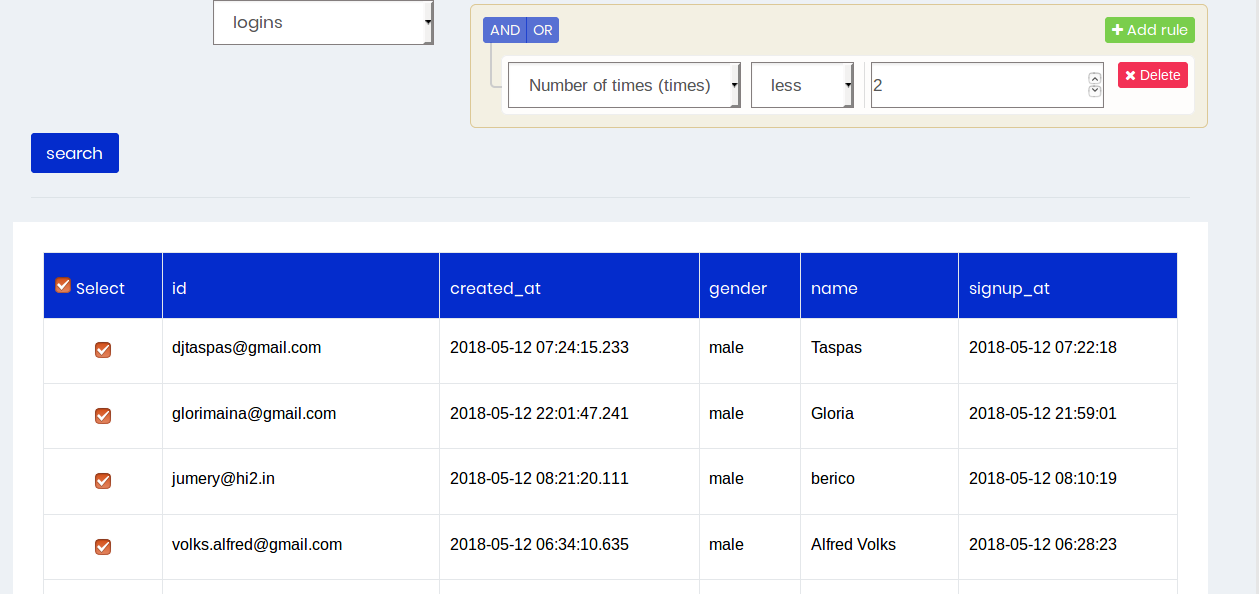 logins
AND OR
Add rule
Number of times (times) less 2
Delete
search
Select id created_at gender name signup_at
djtaspas@gmail.com 2018-05-12 07:24:15.233 male Taspas 2018-05-12 07:22:18
glorimaina@gmail.com 2018-05-12 22:01:47.241 male Gloria 2018-05-12 21:59:01
jumery@hi2.in 2018-05-12 08:21:20.111 male berico 2018-05-12 08:10:19
volks.alfred@gmail.com 2018-05-12 06:34:10.635 male Alfred Volks 2018-05-12 06:28:23